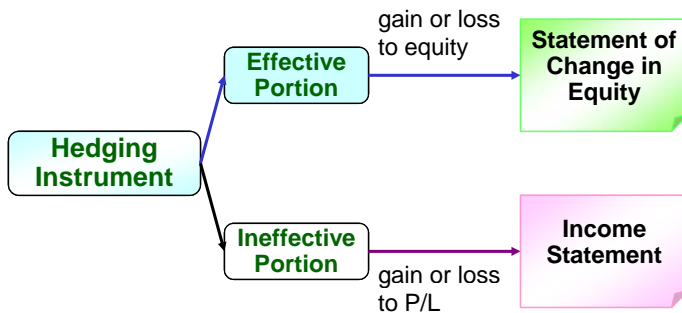 gain or loss
to equity
Statement of
Change in
Equity
Effective
Portion
Hedging
Instrument
Ineffective
Portion
gain or loss
to P/L
Income
Statement